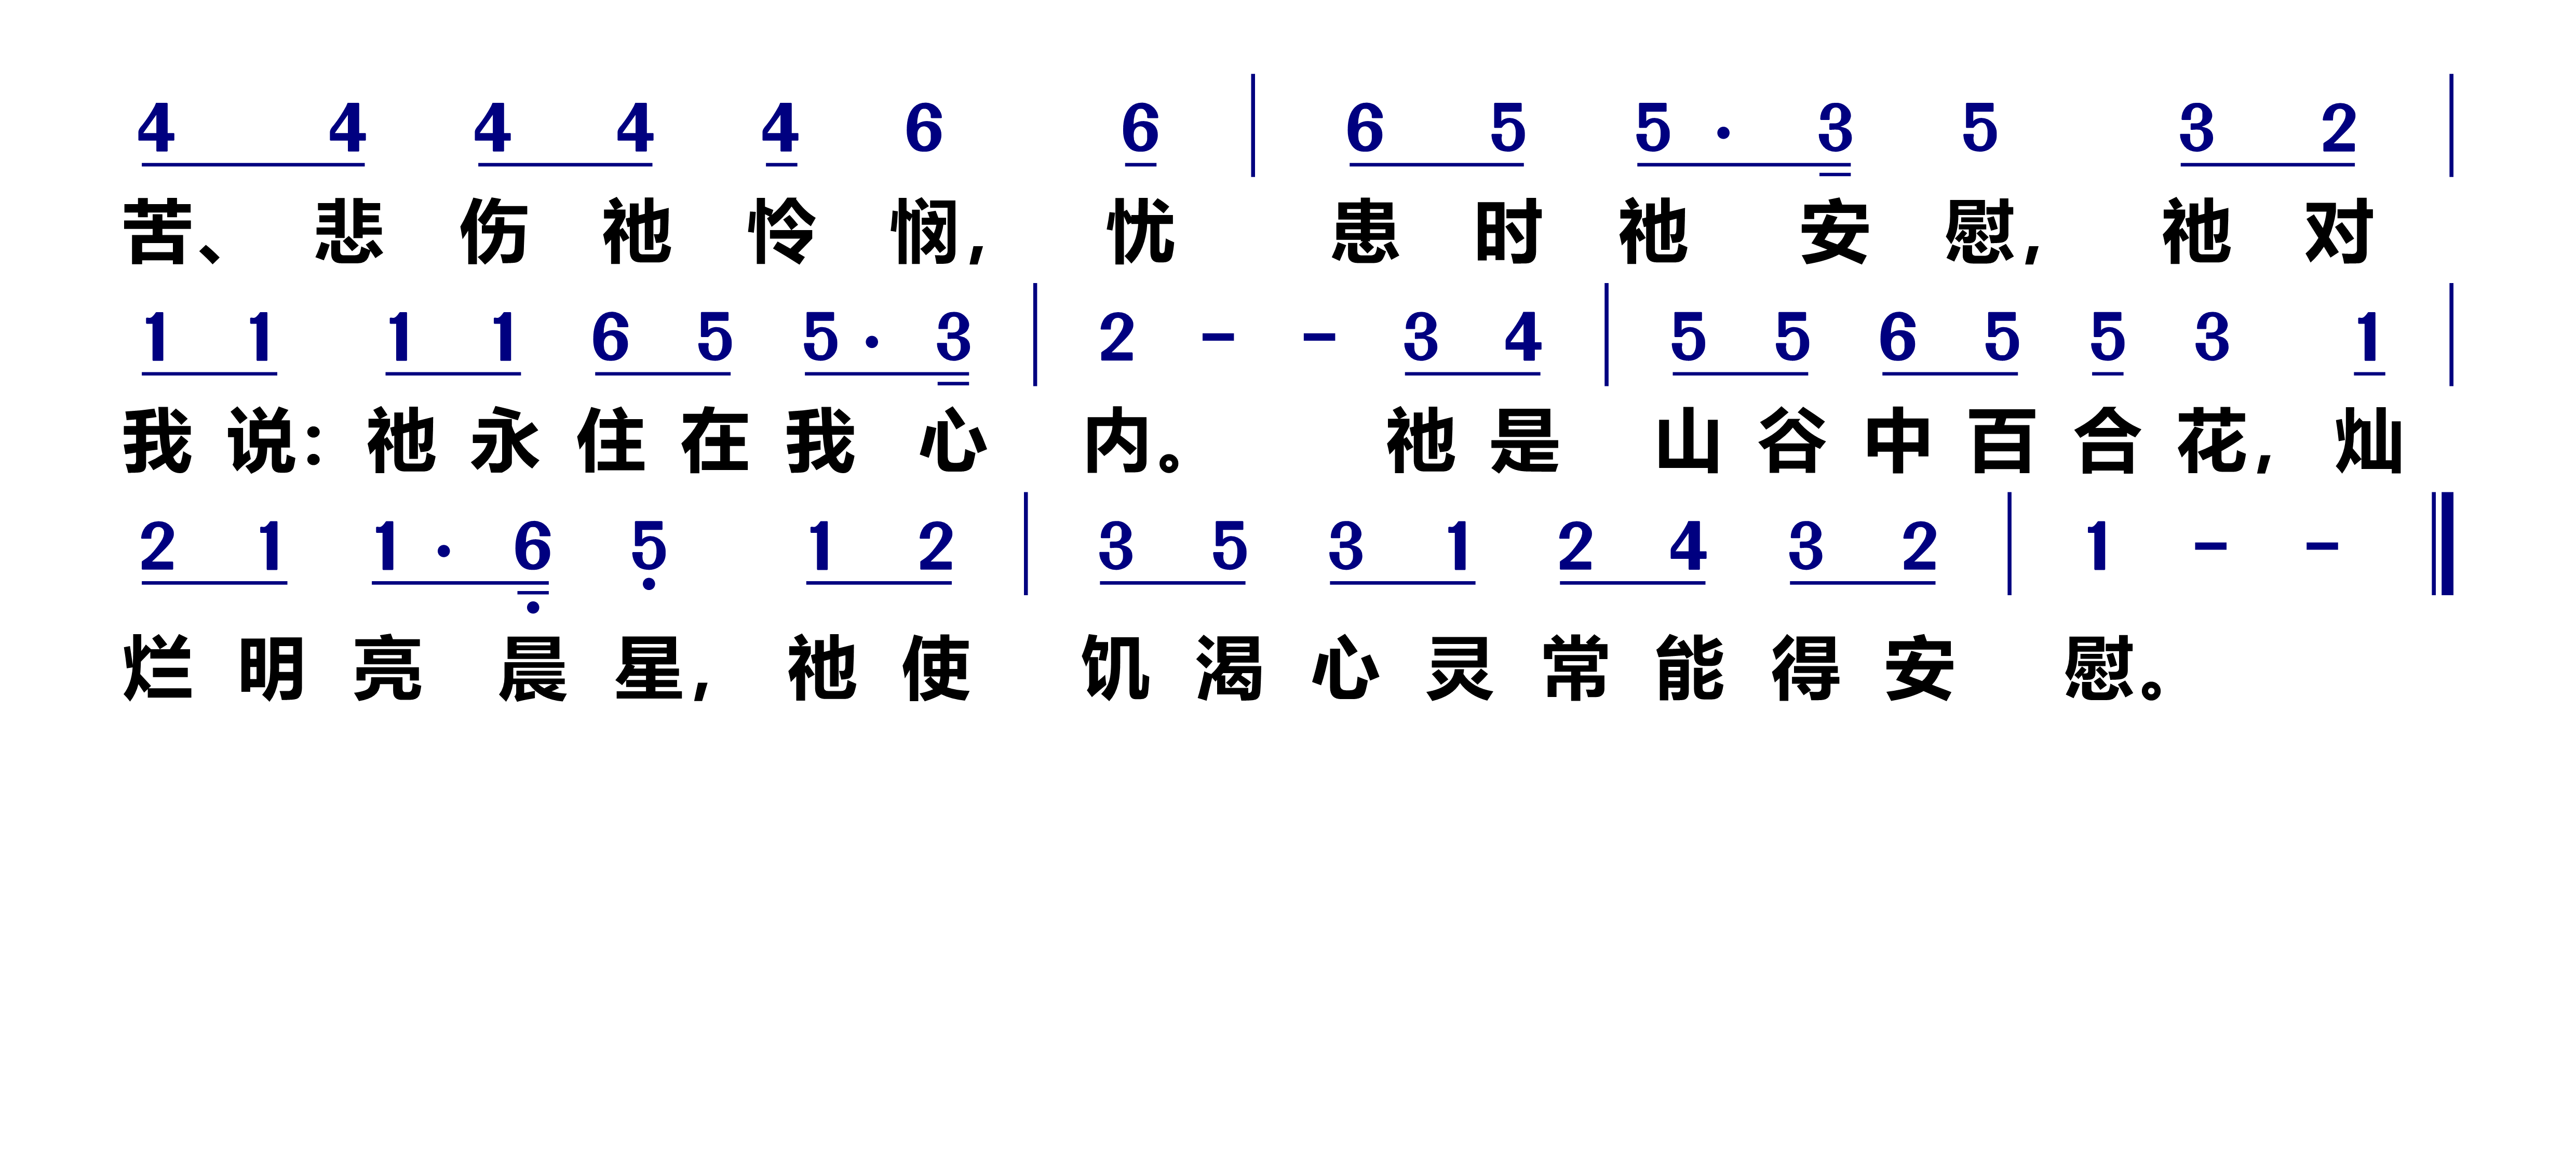 4 4 4 4 4 6 6 | 6 5 5 · 3 5 3 2 |
苦、悲伤祂怜悯，忧患时祂安慰，祂对
1 1 1 1 6 5 5 · 3 | 2 – – 3 4 | 5 5 6 5 5 3 1 |
我说：祂永住在我心内。祂是山谷中百合花，灿
2 1 1 · 6 5 1 2 | 3 5 3 1 2 4 3 2 | 1 – –
烂明亮晨星，祂使饥渴心灵常能得安慰。